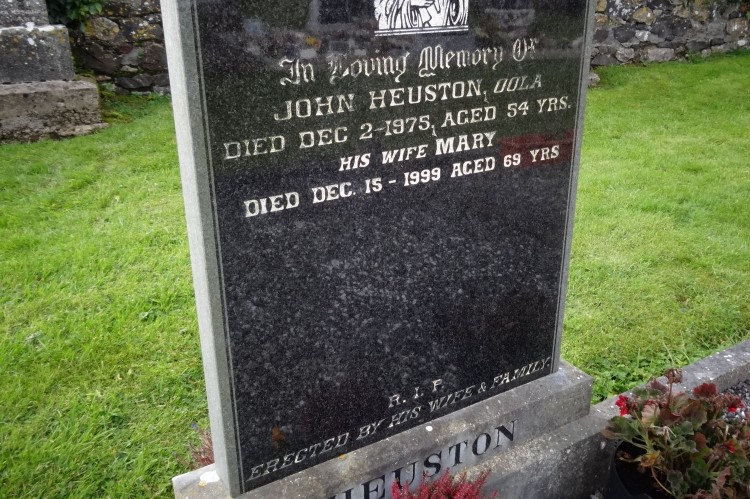 In Loving Memory Of
JOHN HEUSTON, OOLA
DIED DEC 2-1975, AGED 54 YRS.
HIS WIFE MARY
DIED DEC. 15 - 1999 AGED 69 YRS
R. I. P.
ERECTED BY HIS WIFE & FAMILY.
HEUSTON